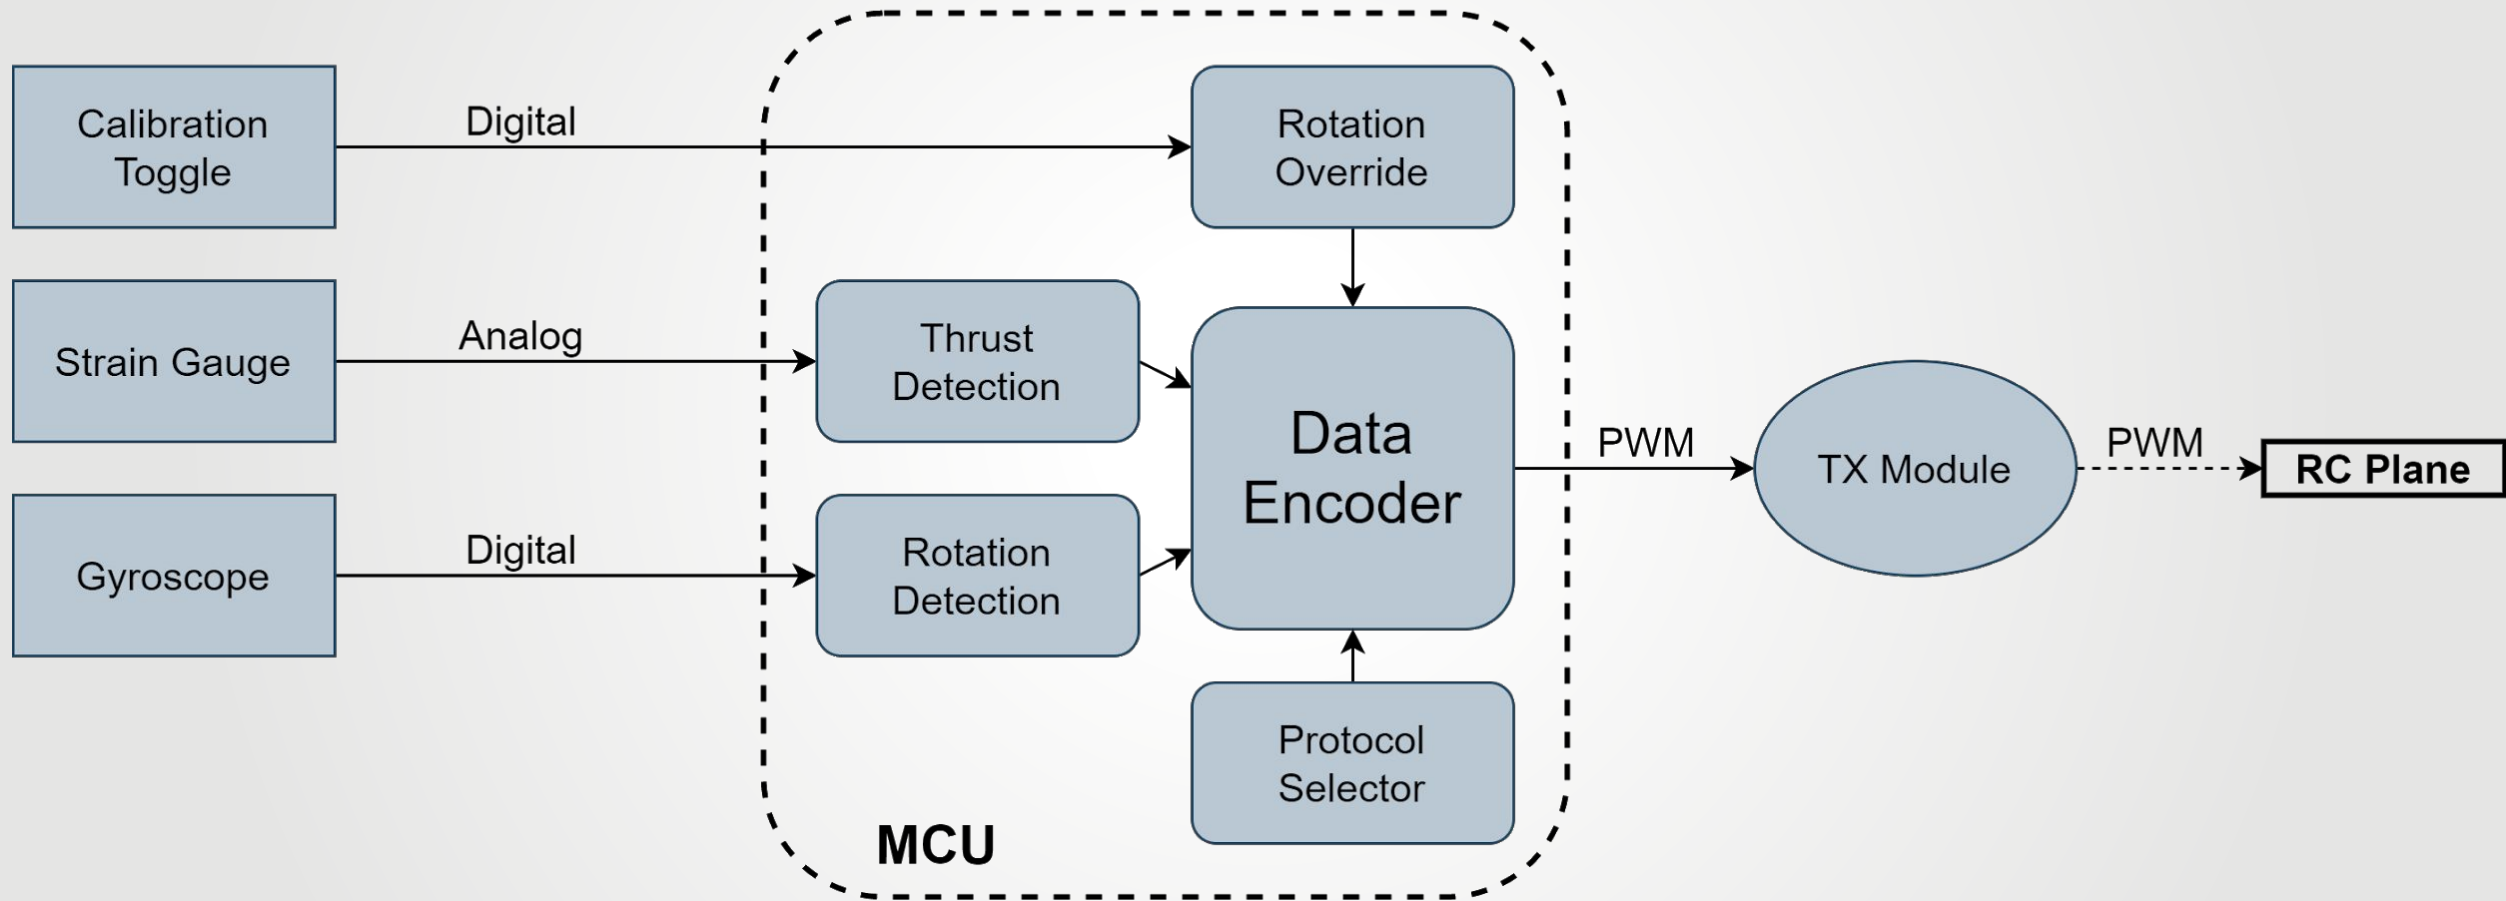 Calibration
Toggle
Digital
Rotation
Override
Strain Gauge
Analog
Thrust
Detection
Gyroscope
Digital
Rotation
Detection
Data
Encoder
PWM
TX Module
PWM
RC Plane
Protocol
Selector
MCU